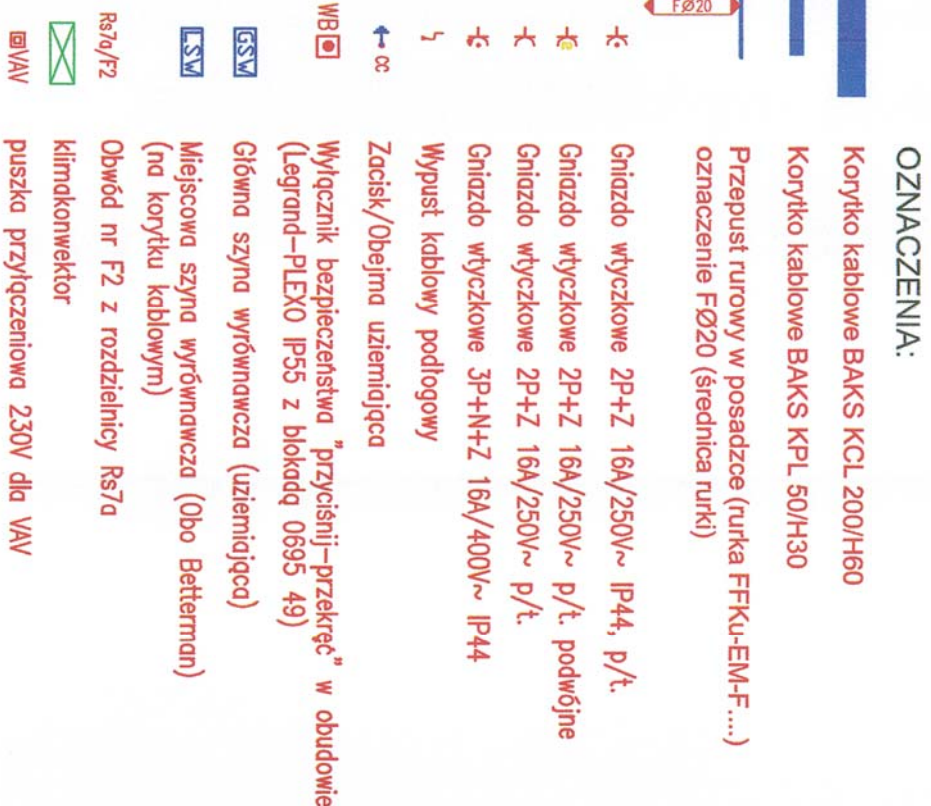 OZNACZENIA:
Korytko kablowe BAKS KCL 200/H60
Korytko kablowe BAKS KPL 50/H30
FØ20
Przepust rurowy w posadzce (rurka FFKu-EM-F....)
oznaczenie FØ20 (średnica rurki)
Gniazdo wtyczkowe 2P+Z 16A/250V~ IP44, p/t.
a Gniazdo wtyczkowe 2P+Z 16A/250V~ p/t. podwójne
Gniazdo wtyczkowe 2P+Z 16A/250V~ p/t.
Gniazdo wtyczkowe 3P+N+Z 16A/400V~ IP44
Wypust kablowy podłogowy
CC Zacisk/Obejma uziemiająca
WB Wyłącznik bezpieczeństwa "przyciśnij-przekręć" w obudowie
(Legrand-PLEXO IP55 z blokadą 0695 49)
GSW Główna szyna wyrównawcza (uziemiająca)
LSW Miejscowa szyna wyrównawcza (Obo Betterman)
(na korytku kablowym)
Rs7a/F2 Obwód nr F2 z rozdzielnicy Rs7a
klimakonwektor
VAV puszka przyłączeniowa 230V dla VAV